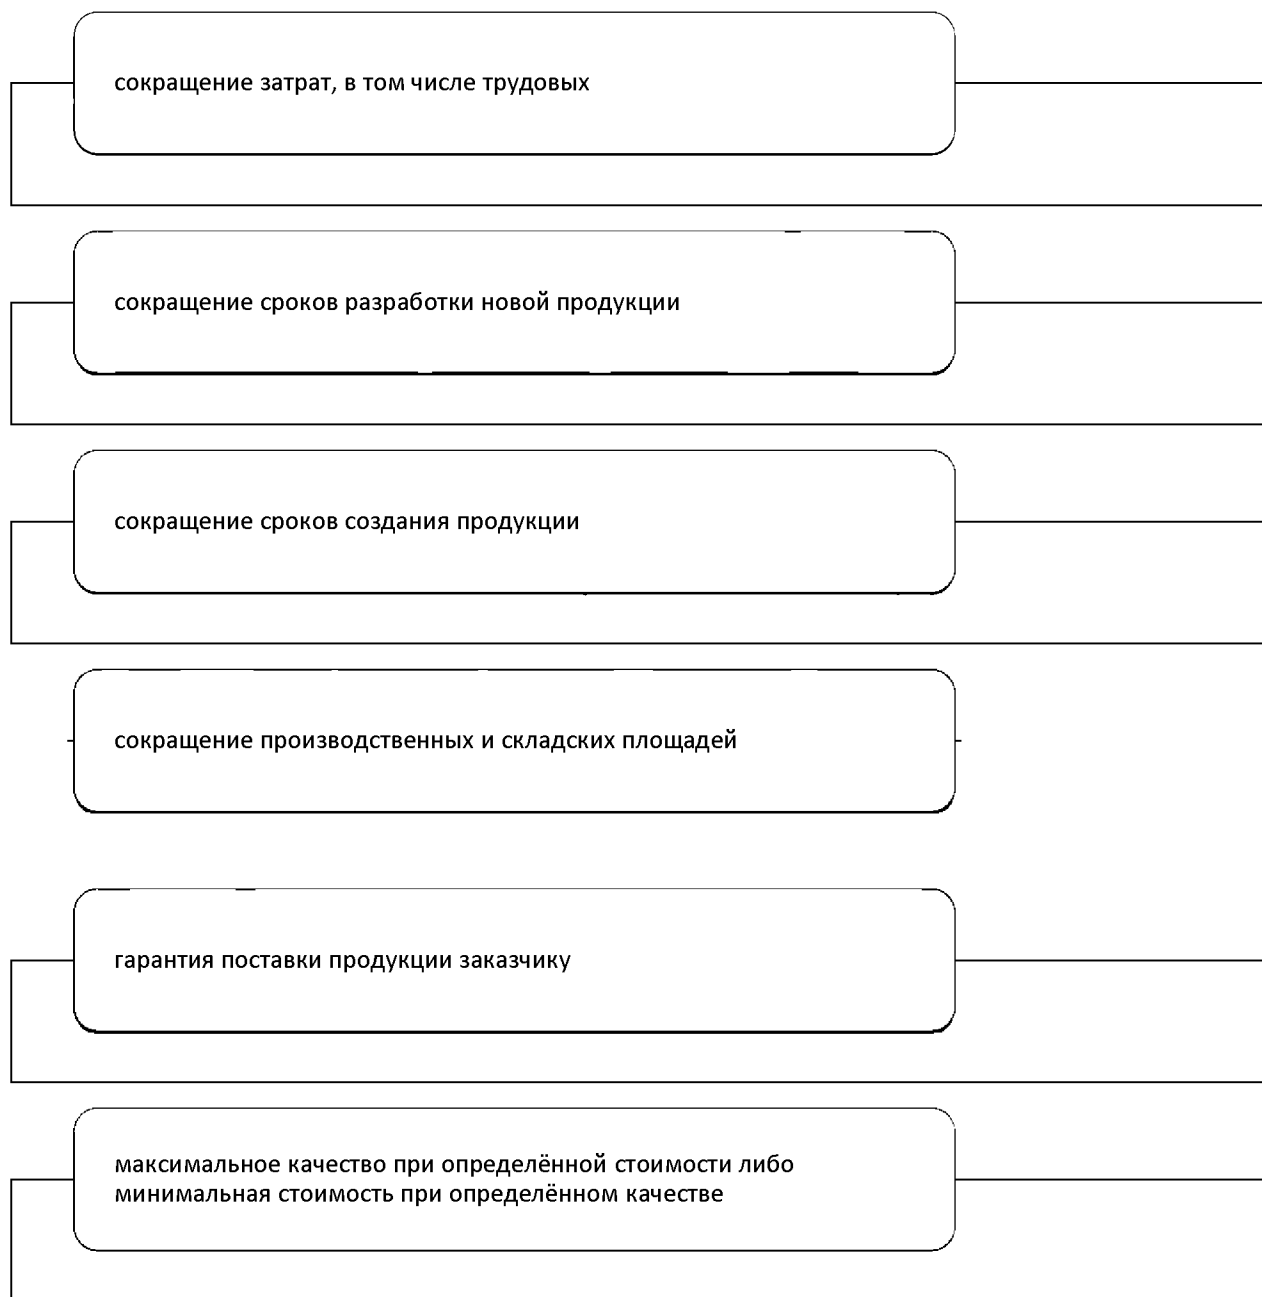 сокращение затрат, в том числе трудовых
сокращение сроков разработки новой продукции
сокращение сроков создания продукции
сокращение производственных и складских площадей
гарантия поставки продукции заказчику
максимальное качество при определённой стоимости либо
минимальная стоимость при определённом качестве